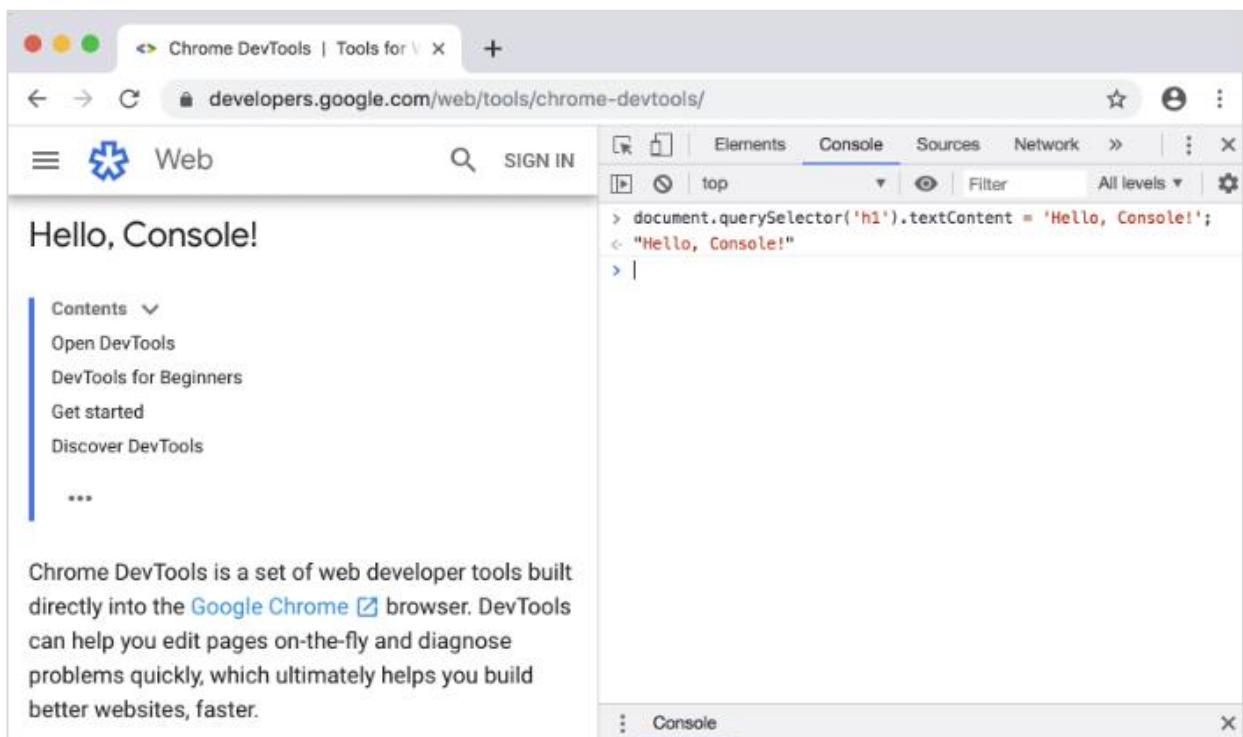 Chrome DevTools | Tools for
developers.google.com/web/tools/chrome-devtools/
Web
SIGN IN
Elements Console Sources Network »
top Filter All levels ▼
> document.querySelector('h1').textContent = 'Hello, Console!';
"Hello, Console!"
>
Hello, Console!
Contents
Open DevTools
DevTools for Beginners
Get started
Discover DevTools
•••
Chrome DevTools is a set of web developer tools built
directly into the Google Chrome browser. DevTools
can help you edit pages on-the-fly and diagnose
problems quickly, which ultimately helps you build
better websites, faster.
Console